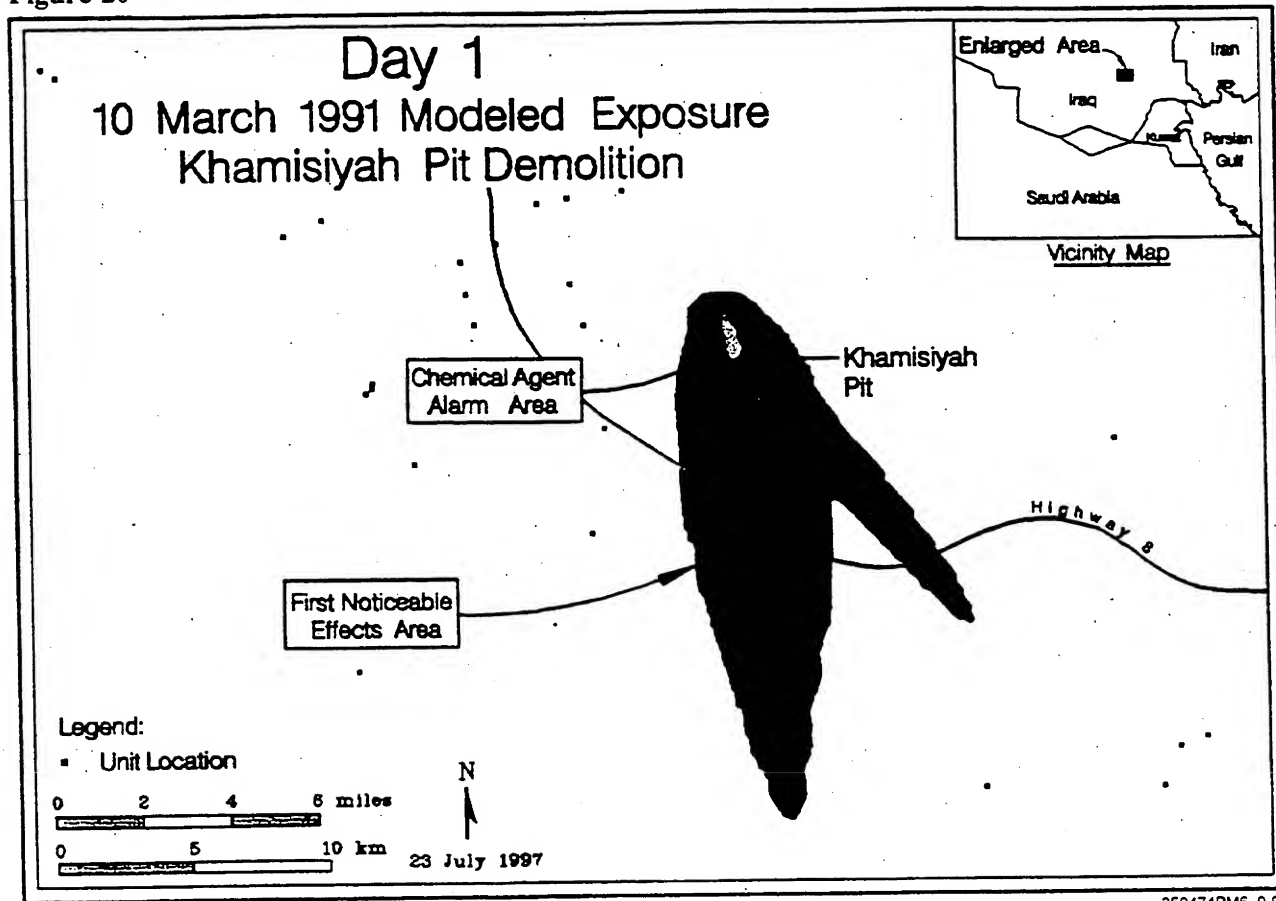 Day 1
10 March 1991 Modeled Exposure
Khamisiyah Pit Demolition
Enlarged Area
Iran
Iraq
Kuwait
Persian
Gulf
Saudi Arabia
Vicinity Map
Chemical Agent
Alarm Area
Khamisiyah
Pit
Highway 8
First Noticeable
Effects Area
Legend:
Unit Location
0 2 4 6 miles
0 5 10 km
N
23 July 1997